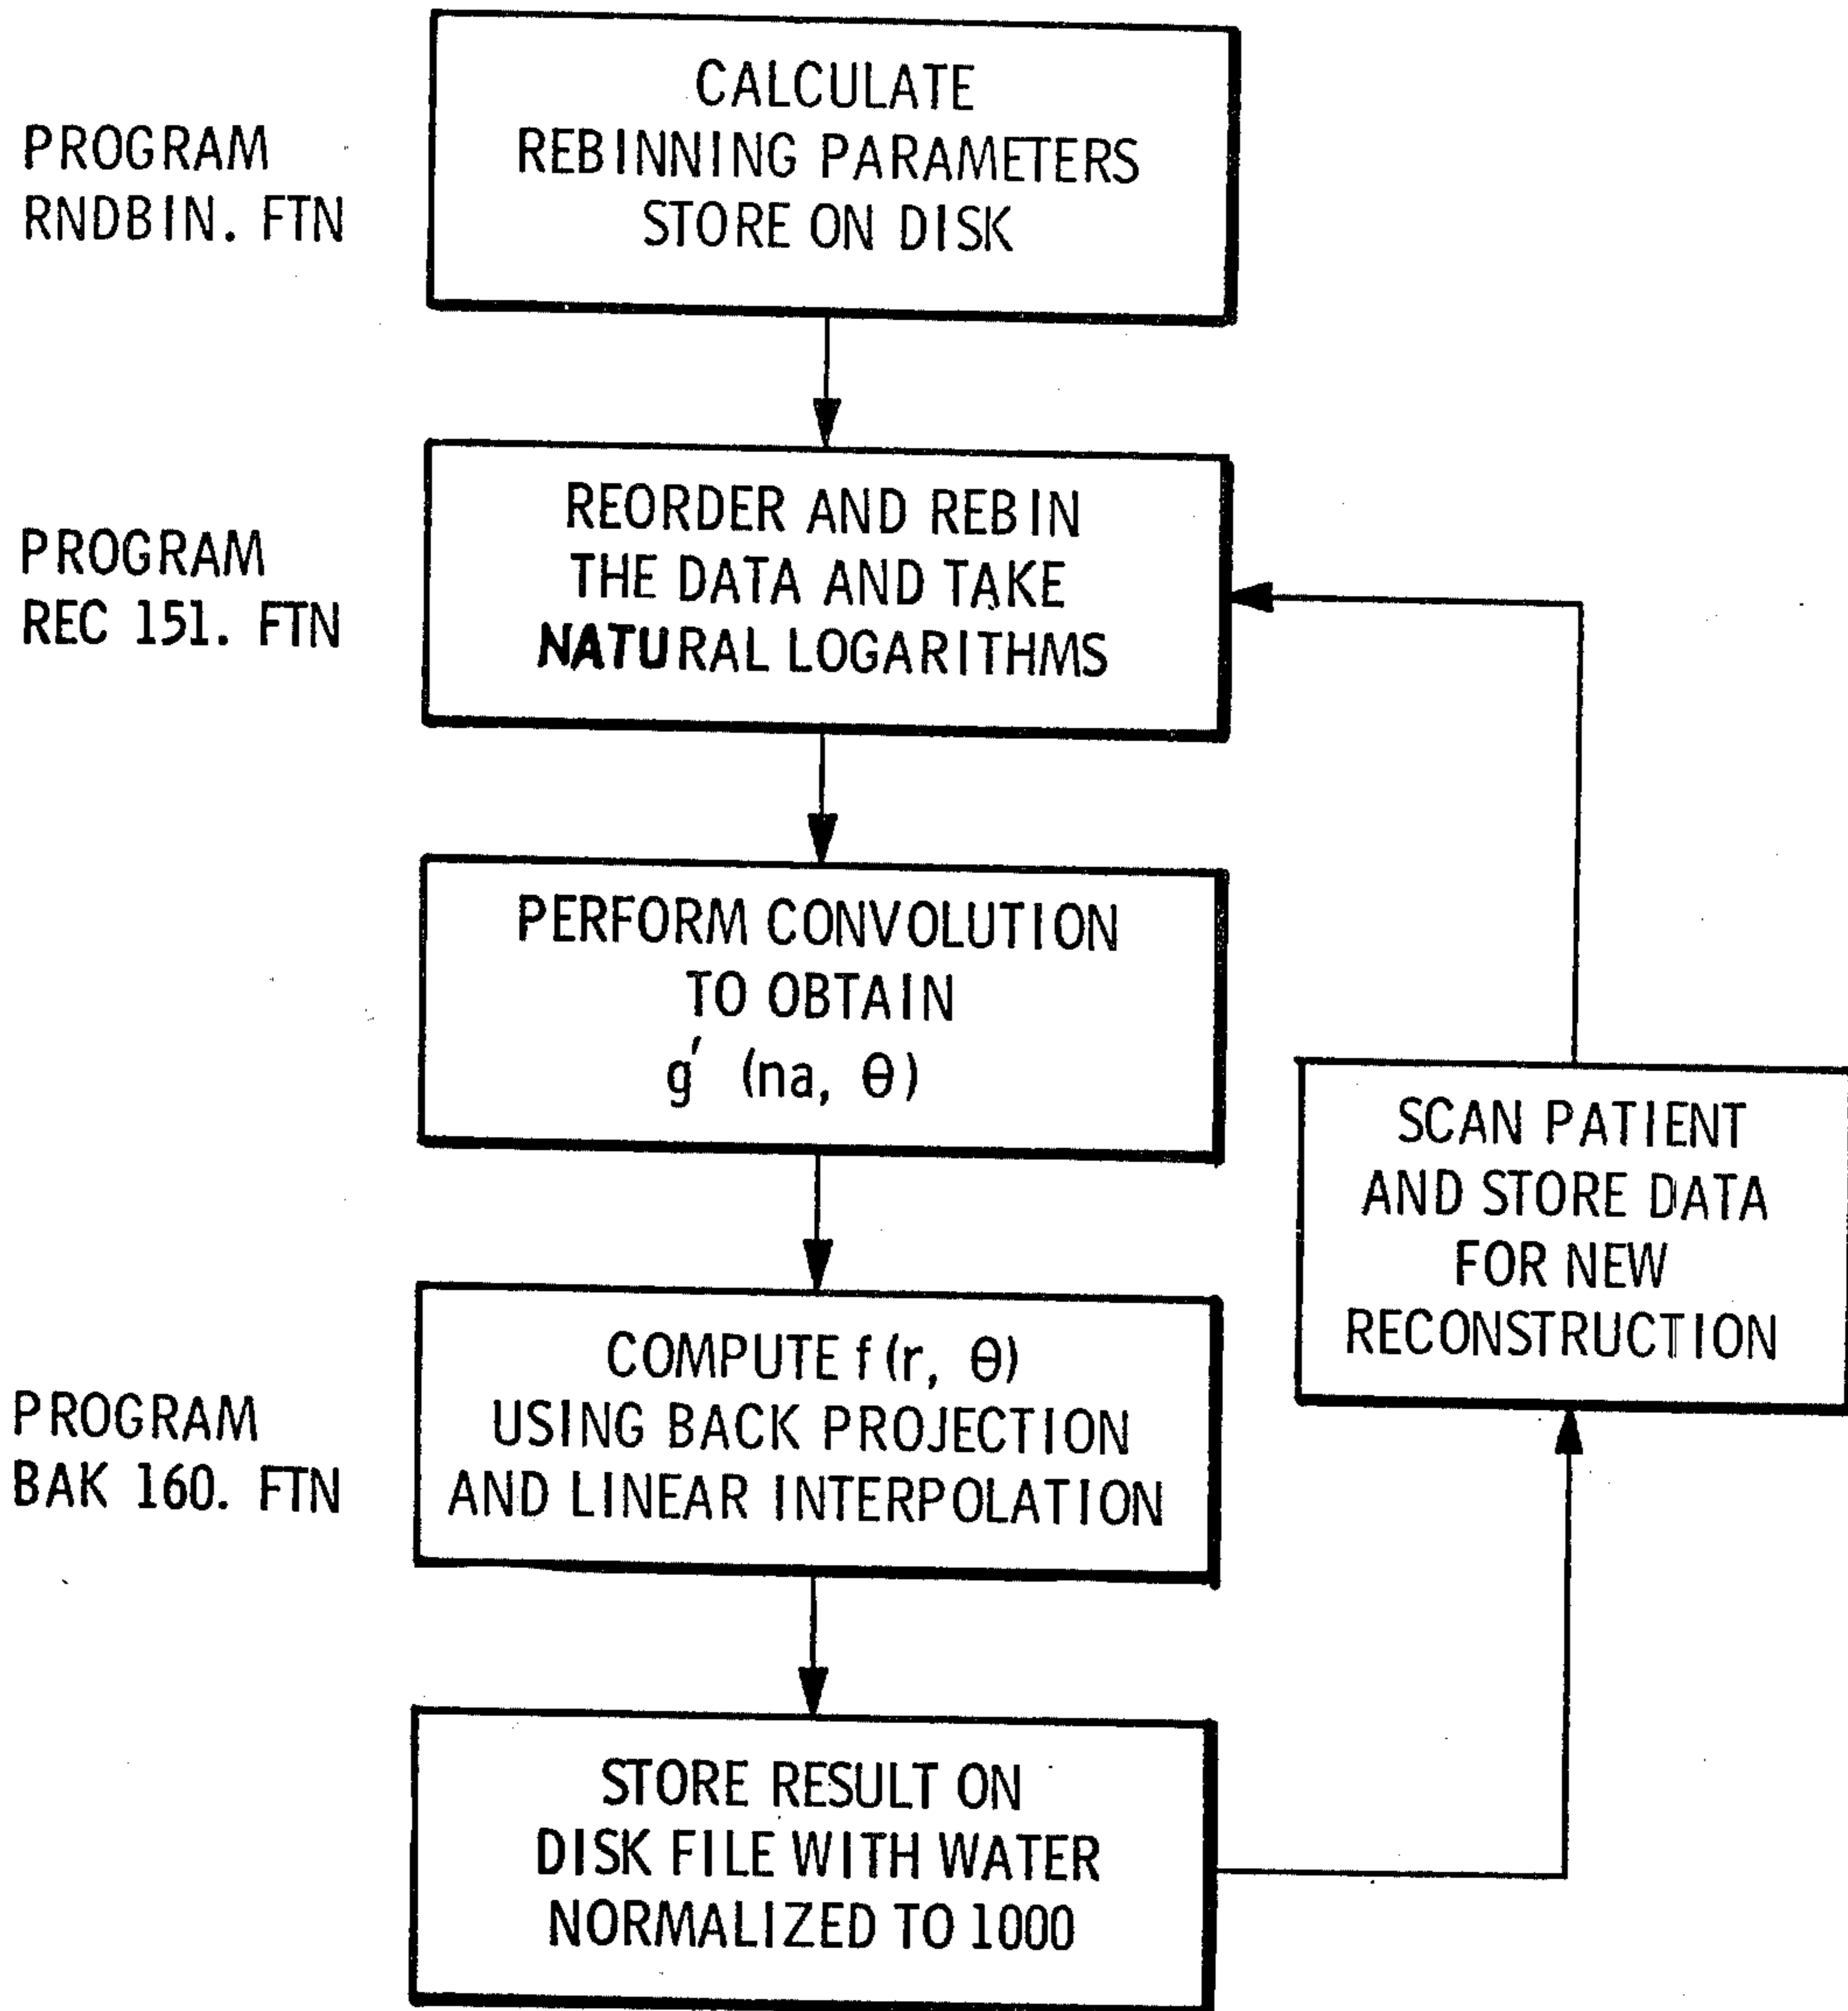 PROGRAM
RNDBIN. FTN
CALCULATE
REBINNING PARAMETERS
STORE ON DISK
PROGRAM
REC 151. FTN
REORDER AND REBIN
THE DATA AND TAKE
NATURAL LOGARITHMS
PERFORM CONVOLUTION
TO OBTAIN
g′ (na, θ)
SCAN PATIENT
AND STORE DATA
FOR NEW
RECONSTRUCTION
PROGRAM
BAK 160. FTN
COMPUTE f(r, θ)
USING BACK PROJECTION
AND LINEAR INTERPOLATION
STORE RESULT ON
DISK FILE WITH WATER
NORMALIZED TO 1000